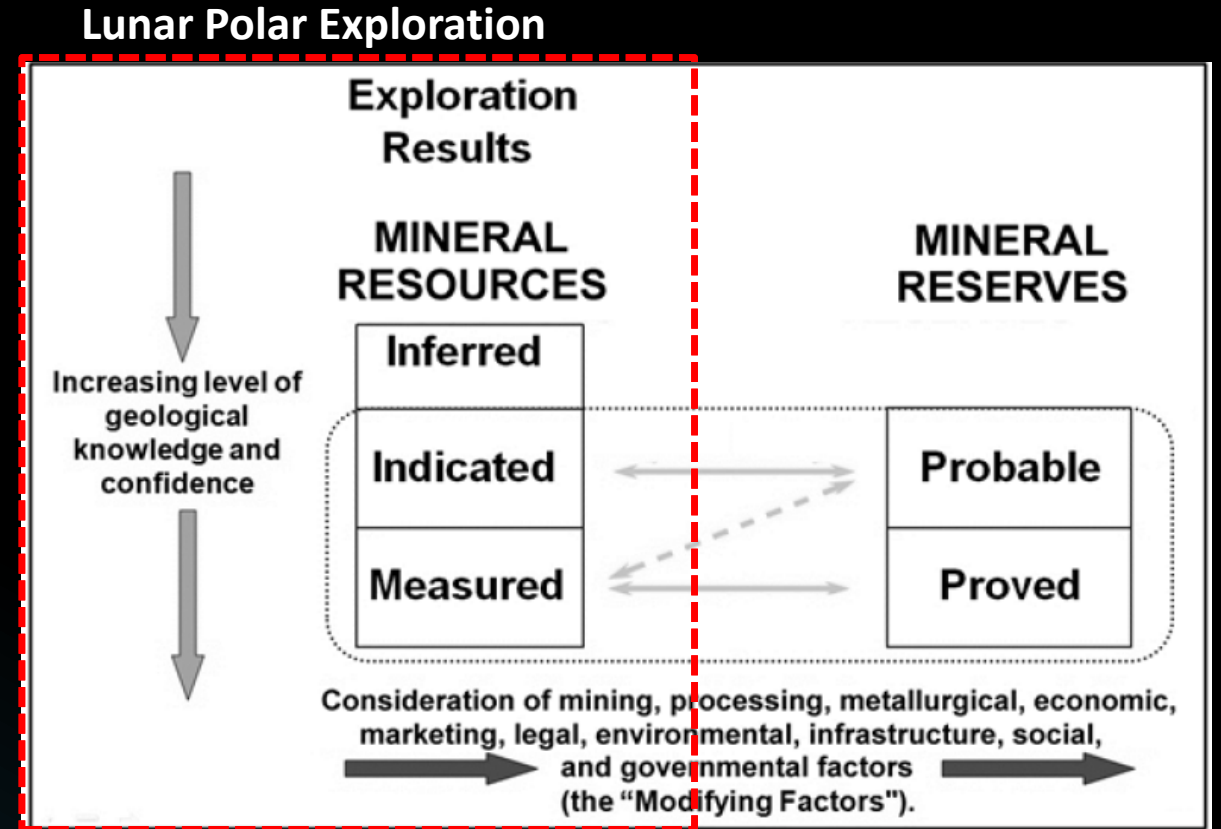 Lunar Polar Exploration
Exploration
Results
MINERAL
RESOURCES
MINERAL
RESERVES
Increasing level of
geological
knowledge and
confidence
Inferred
Indicated
Measured
Probable
Proved
Consideration of mining, processing, metallurgical, economic,
marketing, legal, environmental, infrastructure, social,
and governmental factors
(the “Modifying Factors").